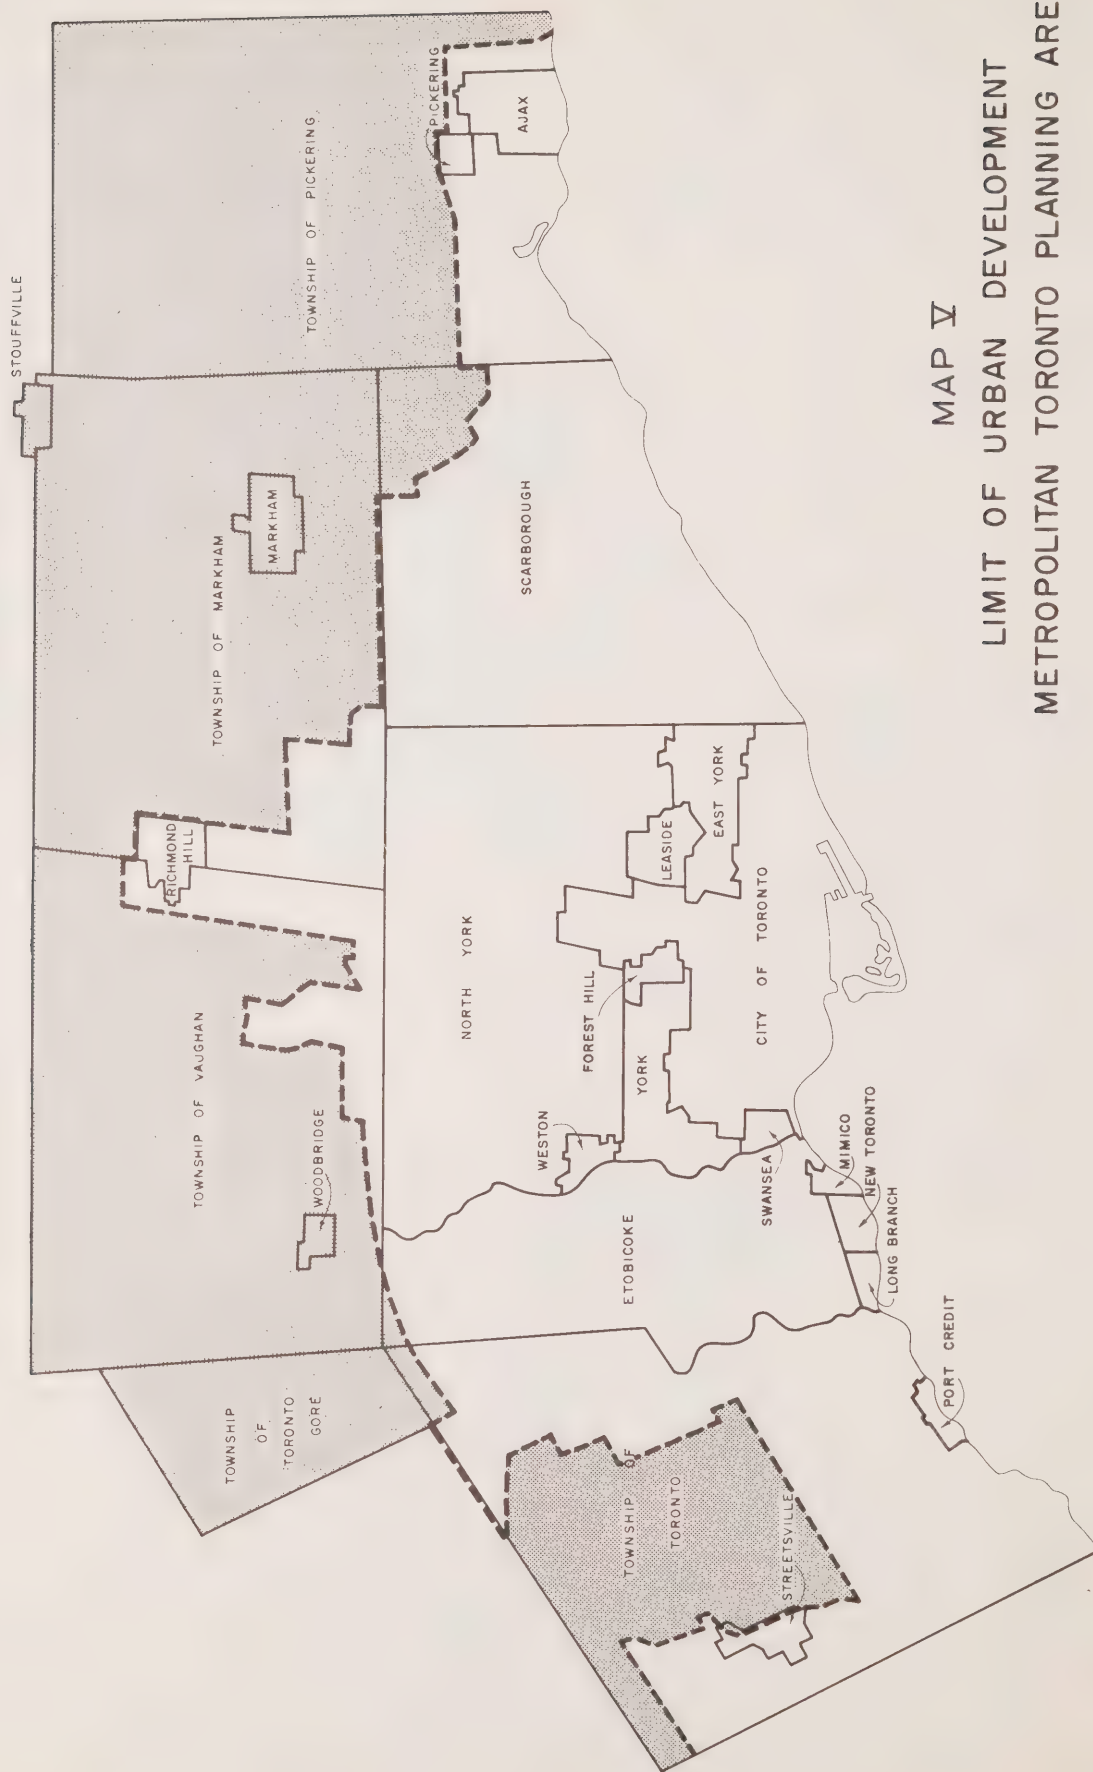 STOUFFVILLE
TOWNSHIP OF PICKERING
PICKERING
AJAX
TOWNSHIP OF MARKHAM
MARKHAM
RICHMOND
HILL
TOWNSHIP OF VAUGHAN
WOODBRIDGE
TOWNSHIP
OF
TORONTO
GORE
SCARBOROUGH
NORTH YORK
LEASIDE
EAST YORK
FOREST HILL
YORK
CITY OF TORONTO
WESTON
SWANSEA
MIMICO
NEW TORONTO
LONG BRANCH
ETOBICOKE
PORT CREDIT
TOWNSHIP OF
TORONTO
STREETSVILLE
MAP V
LIMIT OF URBAN DEVELOPMENT
METROPOLITAN TORONTO PLANNING ARE